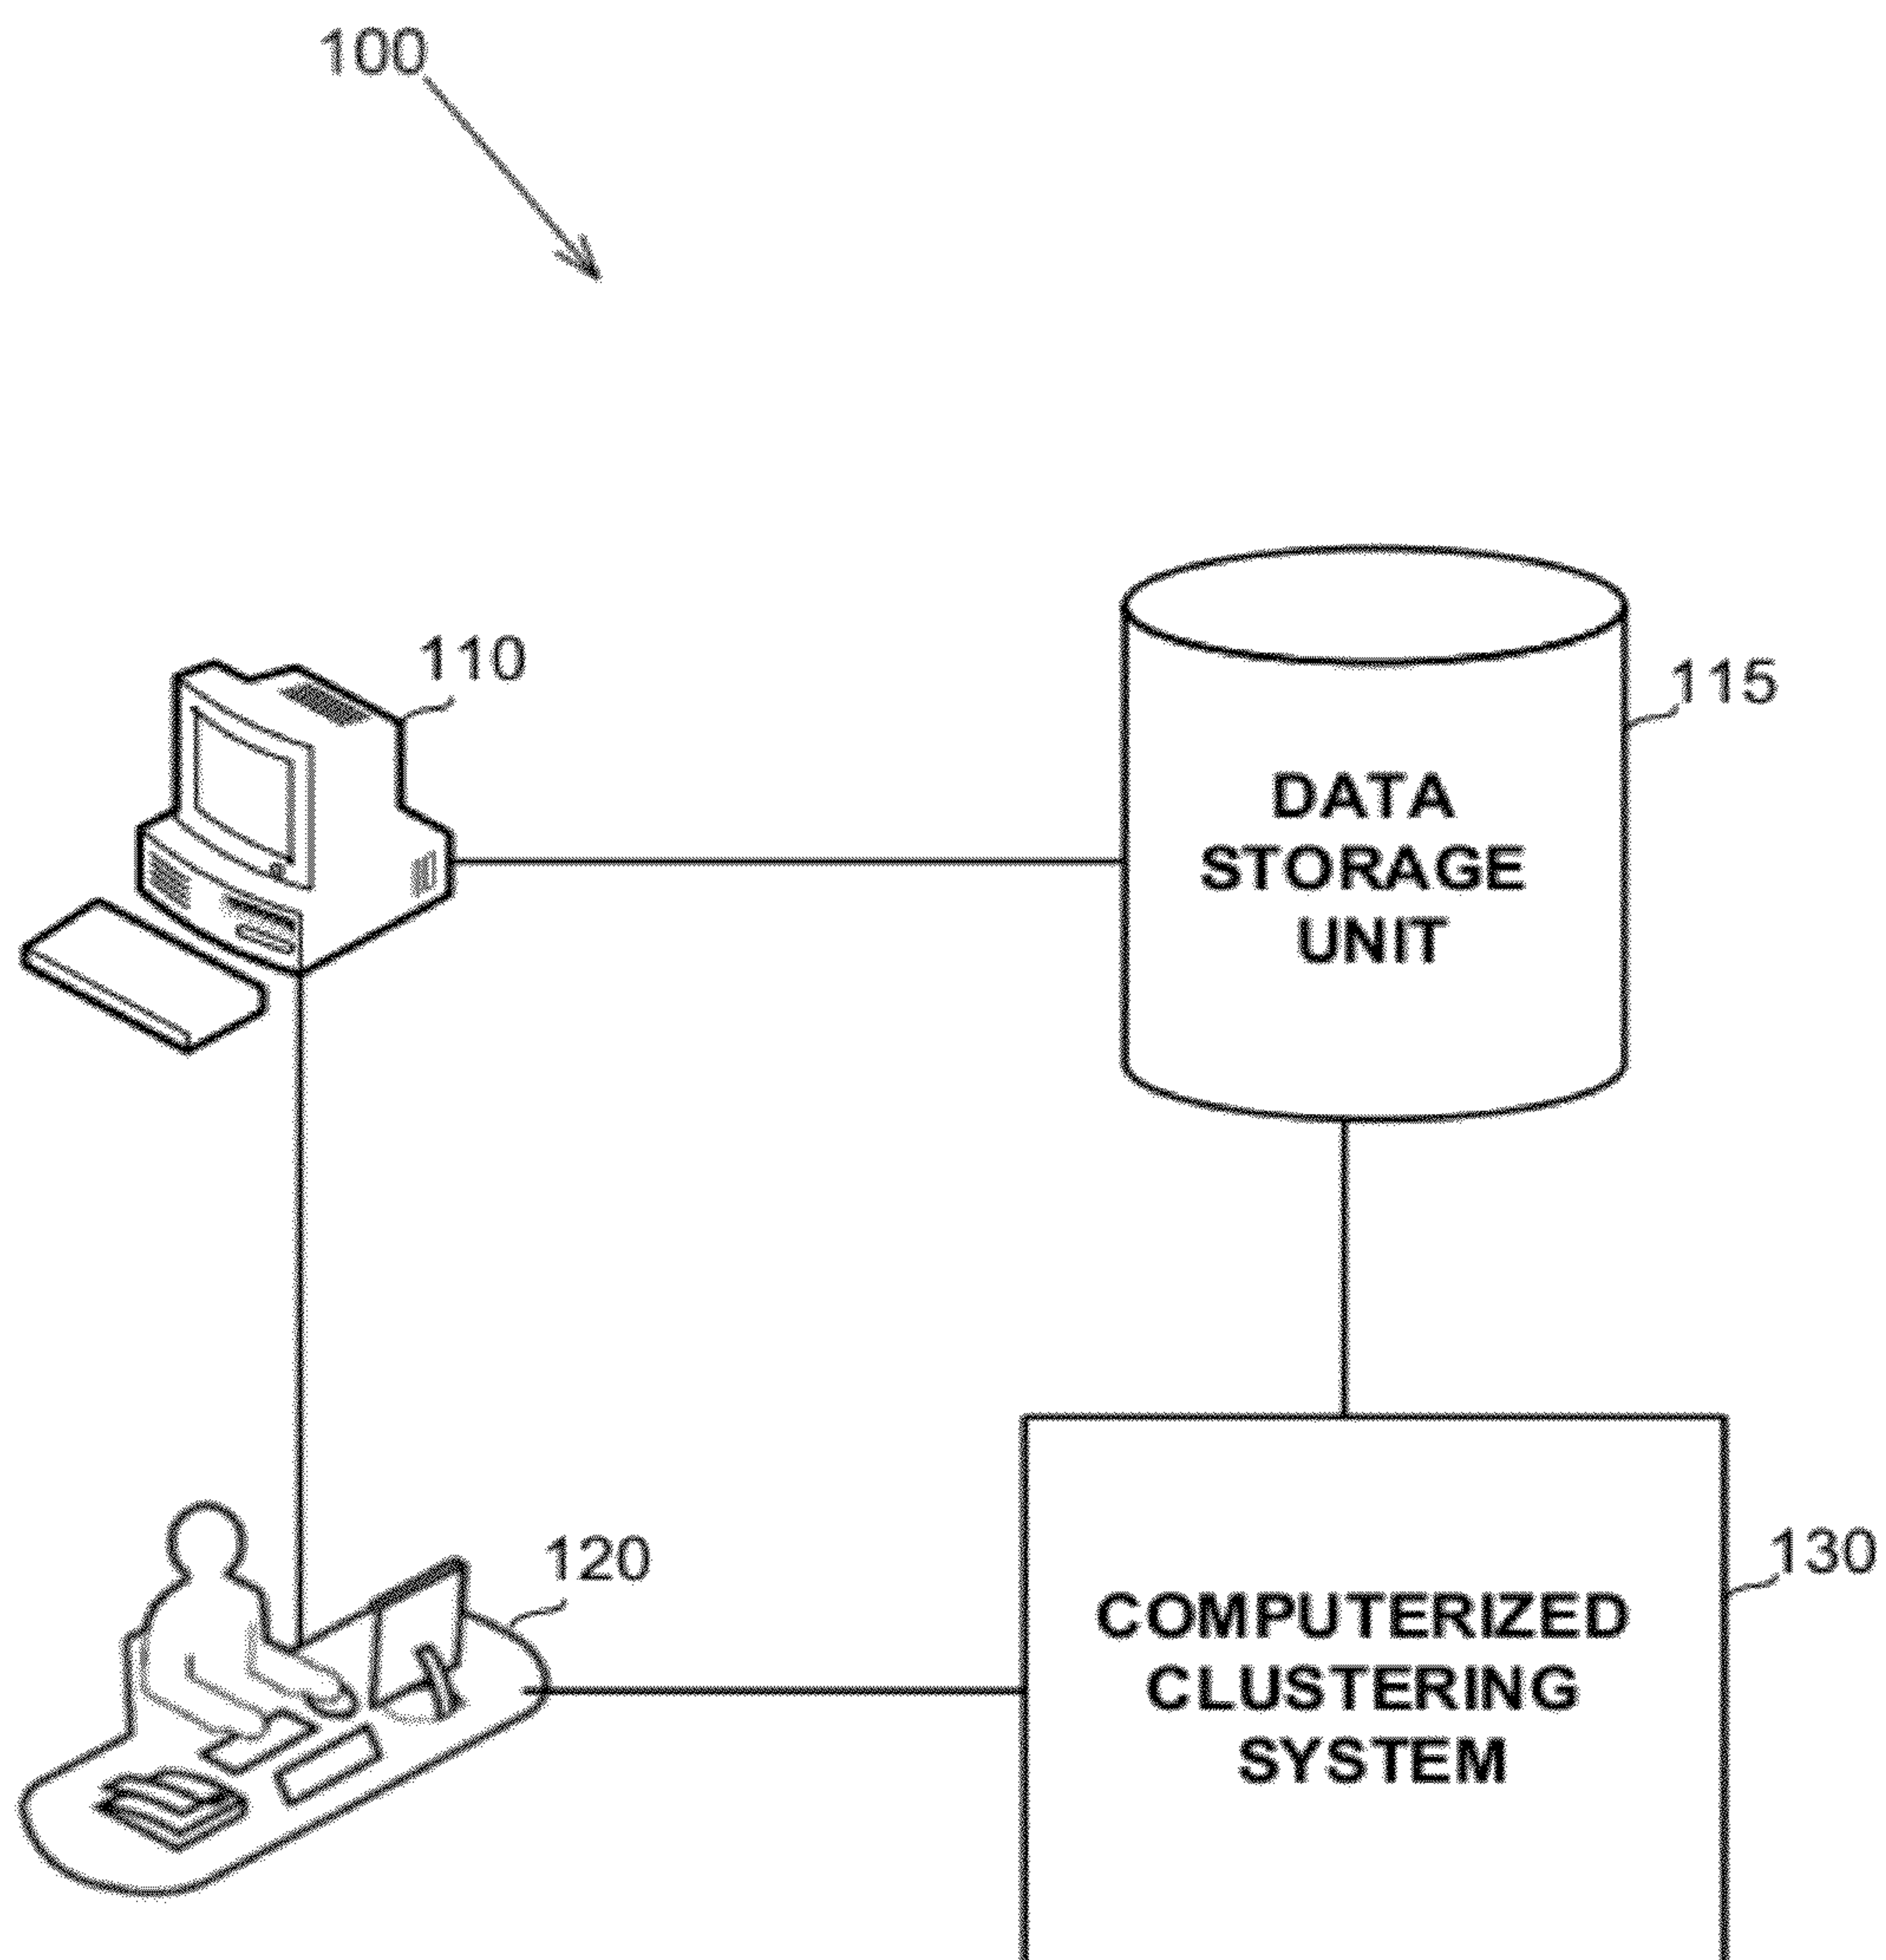 100
110
115
DATA
STORAGE
UNIT
120
130
COMPUTERIZED
CLUSTERING
SYSTEM